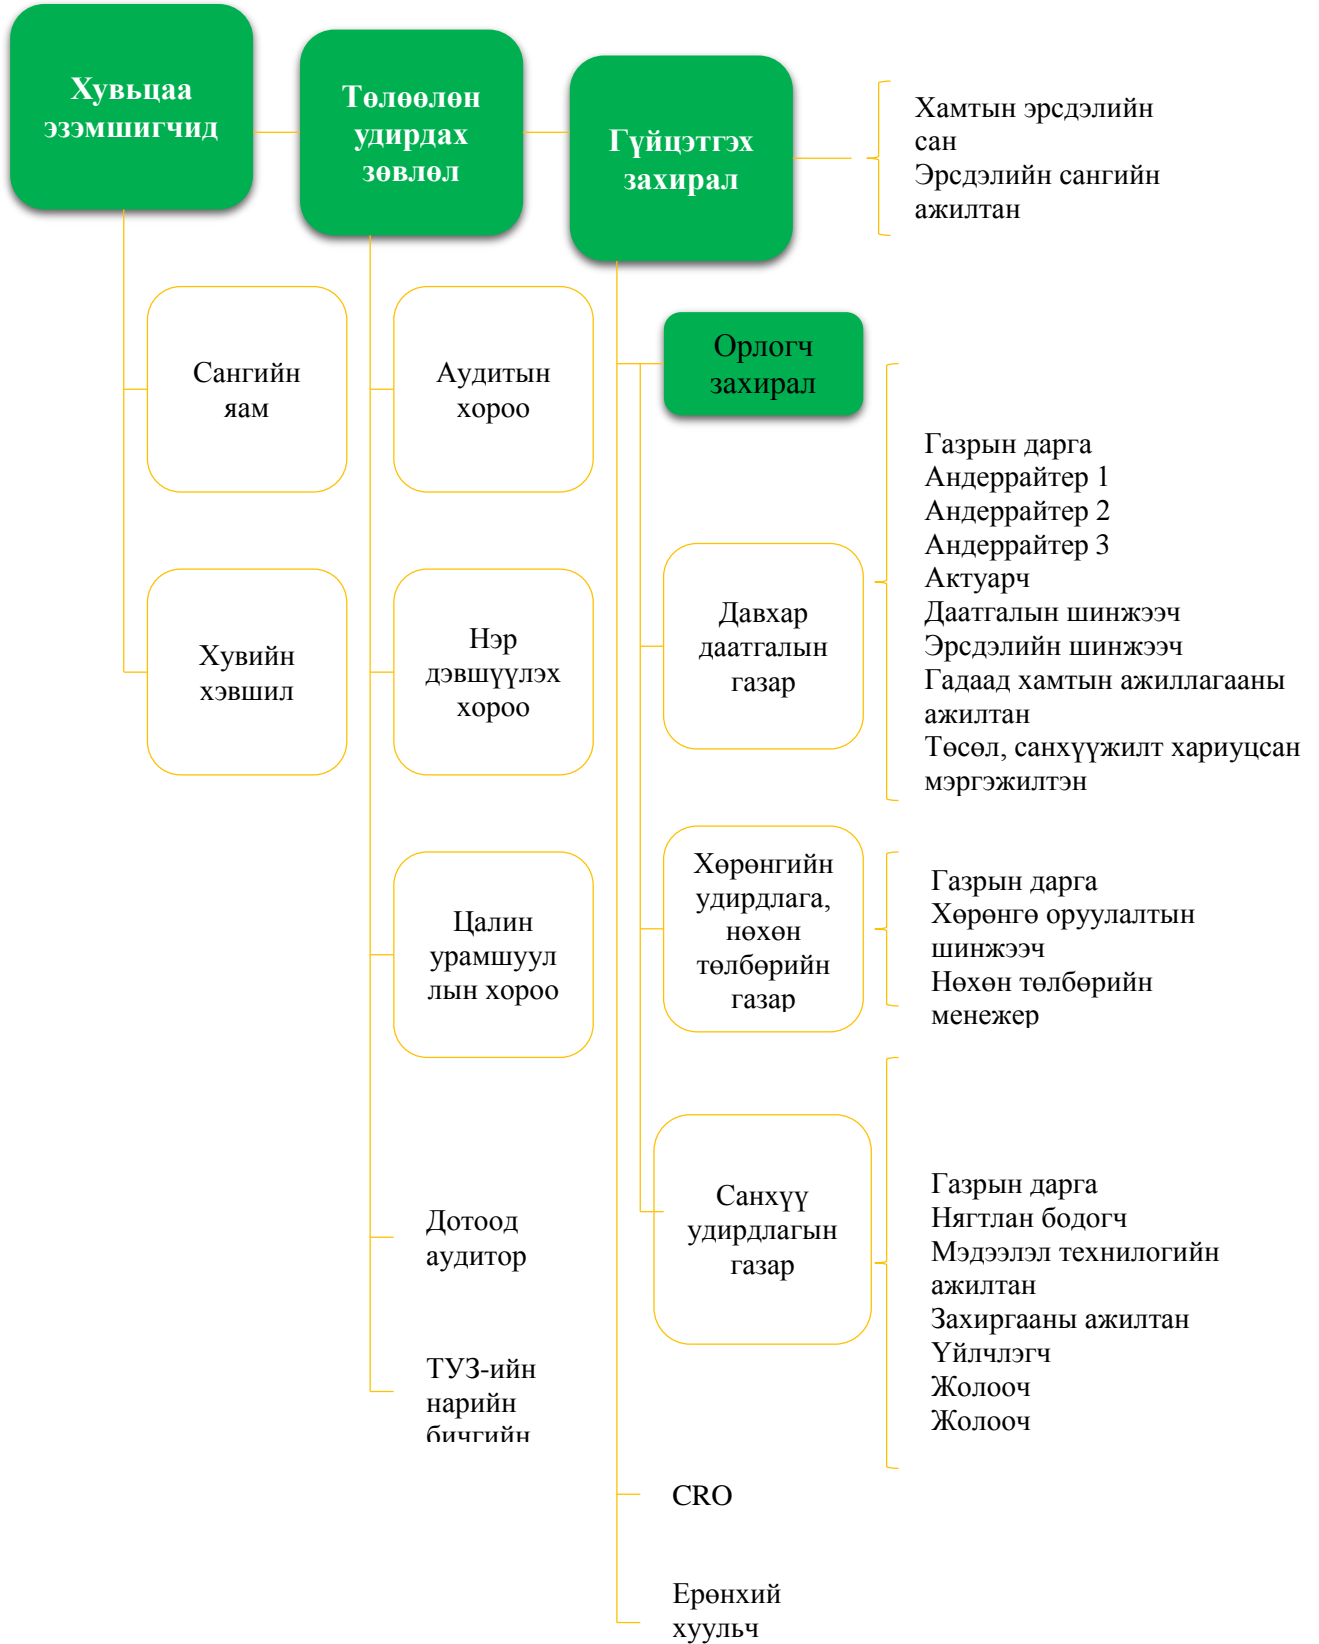 Хувьцаа
эзэмшигчид
Төлөөлөн
удирдах
зөвлөл
Гүйцэтгэх
захирал
Хамтын эрсдэлийн
сан
Эрсдэлийн сангийн
ажилтан
Сангийн
яам
Хувийн
хэвшил
Аудитын
хороо
Нэр
дэвшүүлэх
хороо
Цалин
урамшуул
лын хороо
Дотоод
аудитор
ТУЗ-ийн
нарийн
бичгийн
Орлогч
захирал
Давхар
даатгалын
газар
Газрын дарга
Андеррайтер 1
Андеррайтер 2
Андеррайтер 3
Актуарч
Даатгалын шинжээч
Эрсдэлийн шинжээч
Гадаад хамтын ажиллагааны
ажилтан
Төсөл, санхүүжилт хариуцсан
мэргэжилтэн
Хөрөнгийн
удирдлага,
нөхөн
төлбөрийн
газар
Газрын дарга
Хөрөнгө оруулалтын
шинжээч
Нөхөн төлбөрийн
менежер
Санхүү
удирдлагын
газар
Газрын дарга
Нягтлан бодогч
Мэдээлэл технилогийн
ажилтан
Захиргааны ажилтан
Үйлчлэгч
Жолооч
Жолооч
CRO
Ерөнхий
хуульч